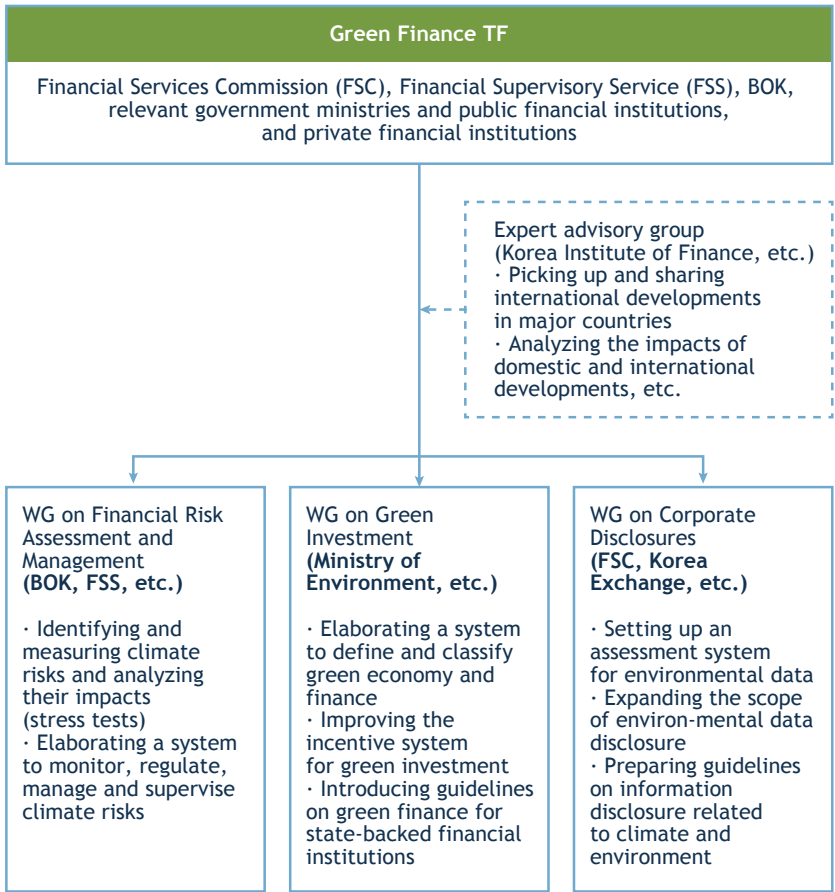 Green Finance TF
Financial Services Commission (FSC), Financial Supervisory Service (FSS), BOK,
relevant government ministries and public financial institutions,
and private financial institutions
Expert advisory group
(Korea Institute of Finance, etc.)
· Picking up and sharing
international developments
in major countries
· Analyzing the impacts of
domestic and international
developments, etc.
WG on Financial Risk
Assessment and
Management
(BOK, FSS, etc.)
· Identifying and
measuring climate
risks and analyzing
their impacts
(stress tests)
· Elaborating a system
to monitor, regulate,
manage and supervise
climate risks
WG on Green
Investment
(Ministry of
Environment, etc.)
· Elaborating a system
to define and classify
green economy and
finance
· Improving the
incentive system
for green investment
· Introducing guidelines
on green finance for
state-backed financial
institutions
WG on Corporate
Disclosures
(FSC, Korea
Exchange, etc.)
· Setting up an
assessment system
for environmental data
· Expanding the scope
of environ-mental data
disclosure
· Preparing guidelines
on information
disclosure related
to climate and
environment